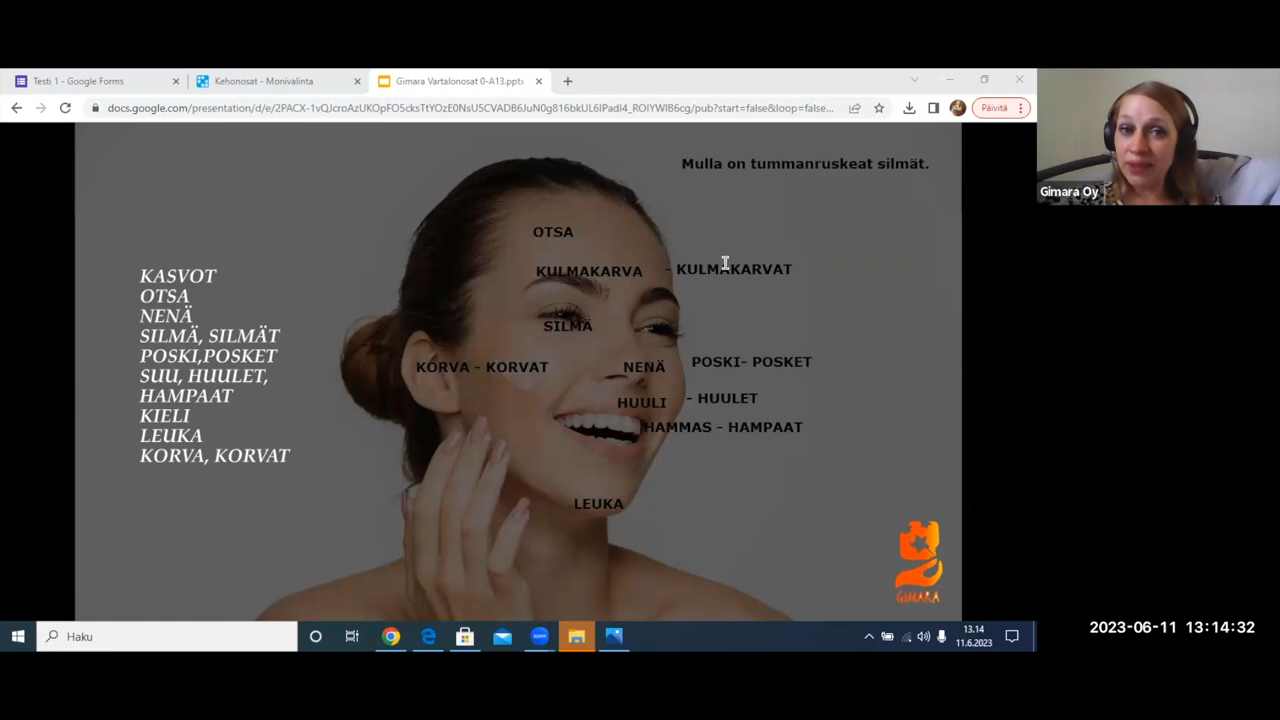 Testi 1 - Google Forms
Kehonosat - Monivalinta
Gimara Vartalonosat 0-A13.pptx
docs.google.com/presentation/d/e/2PACX-1vQJcroAzUKOpFO5cksTtYOzE0NsU5CVADB6JuN0g816bkUL6IPadl4_ROlYWlB6cg/pub?start=false&loop=false...
Päivitä
Gimara Oy
Mulla on tummanruskeat silmät.
OTSA
KULMAKARVA - KULMAKARVAT
SILMÄ
KORVA - KORVAT
NENÄ
POSKI- POSKET
HUULI - HUULET
HAMMAS - HAMPAAT
LEUKA
KASVOT
OTSA
NENÄ
SILMÄ, SILMÄT
POSKI,POSKET
SUU, HUULET,
HAMPAAT
KIELI
LEUKA
KORVA, KORVAT
GIMARA
Haku
zoom
13.14
11.6.2023
2023-06-11 13:14:32